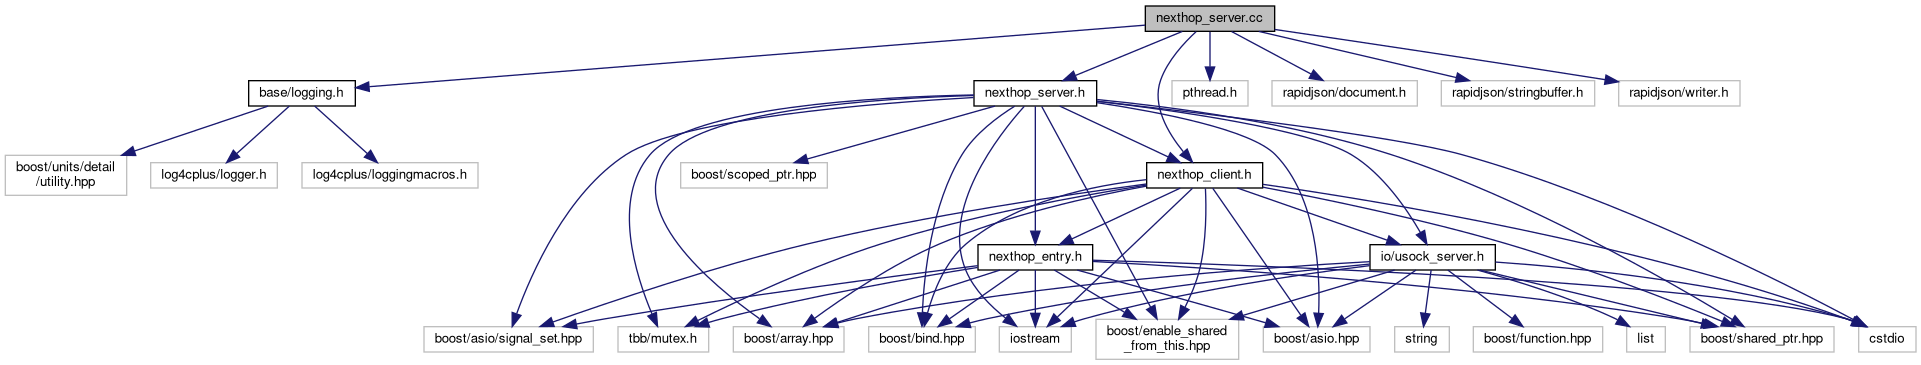 nexthop_server.cc
base/logging.h
nexthop_server.h
pthread.h
rapidjson/document.h
rapidjson/stringbuffer.h
rapidjson/writer.h
boost/units/detail
/utility.hpp
log4cplus/logger.h
log4cplus/loggingmacros.h
boost/scoped_ptr.hpp
nexthop_client.h
nexthop_entry.h
io/usock_server.h
boost/asio/signal_set.hpp
tbb/mutex.h
boost/array.hpp
boost/bind.hpp
iostream
boost/enable_shared
_from_this.hpp
boost/asio.hpp
string
boost/function.hpp
list
boost/shared_ptr.hpp
cstdio